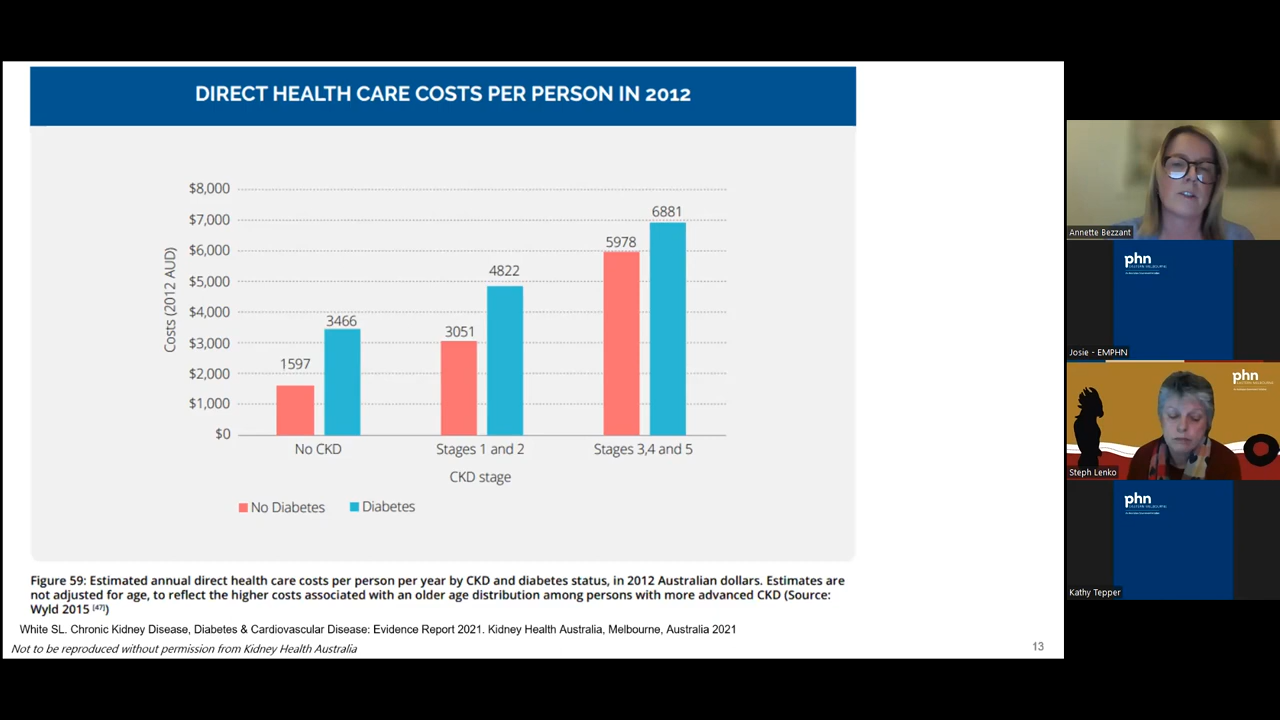 DIRECT HEALTH CARE COSTS PER PERSON IN 2012
Costs (2012 AUD)
$8,000
$7,000
$6,000
$5,000
$4,000
$3,000
$2,000
$1,000
$0
1597
3466
3051
4822
5978
6881
No CKD
Stages 1 and 2
Stages 3,4 and 5
CKD stage
No Diabetes
Diabetes
Figure 59: Estimated annual direct health care costs per person per year by CKD and diabetes status, in 2012 Australian dollars. Estimates are
not adjusted for age, to reflect the higher costs associated with an older age distribution among persons with more advanced CKD (Source:
Wyld 2015 [47])
White SL. Chronic Kidney Disease, Diabetes & Cardiovascular Disease: Evidence Report 2021. Kidney Health Australia, Melbourne, Australia 2021
Not to be reproduced without permission from Kidney Health Australia
13
Annette Bezzant
phn
Josie - EMPHN
phn
Steph Lenko
phn
Kathy Tepper